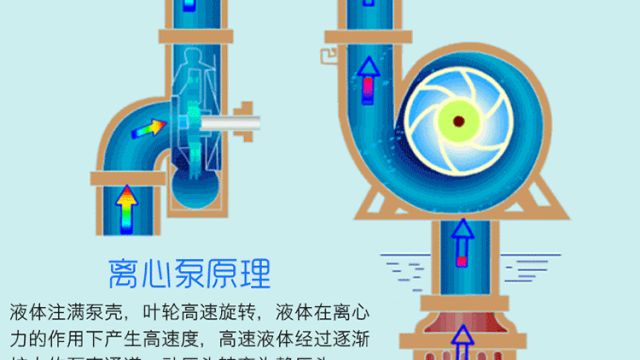 离心泵原理
液体注满泵壳，叶轮高速旋转，液体在离心
力的作用下产生高速度，高速液体经过逐渐